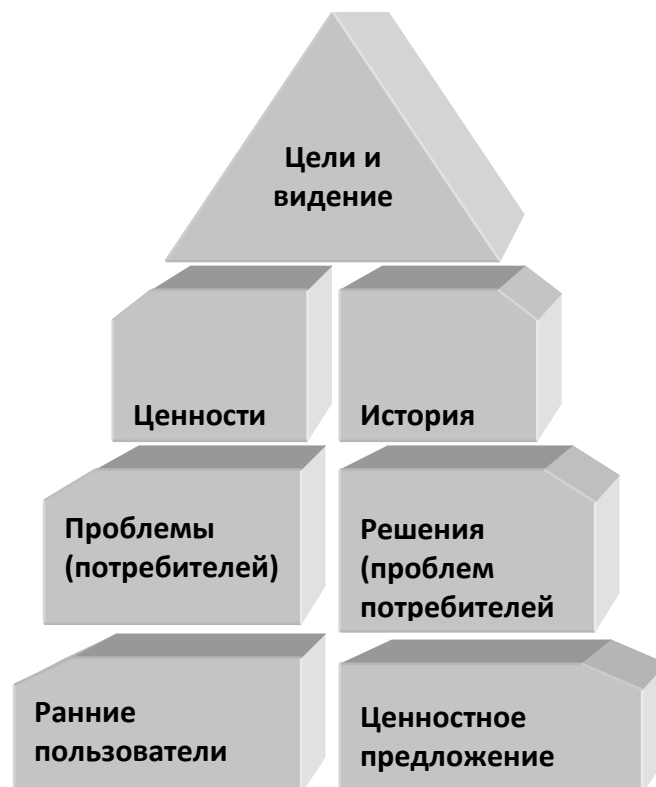 Цели и
видение
Ценности
История
Проблемы
(потребителей)
Решения
(проблем
потребителей
Ранние
пользователи
Ценностное
предложение